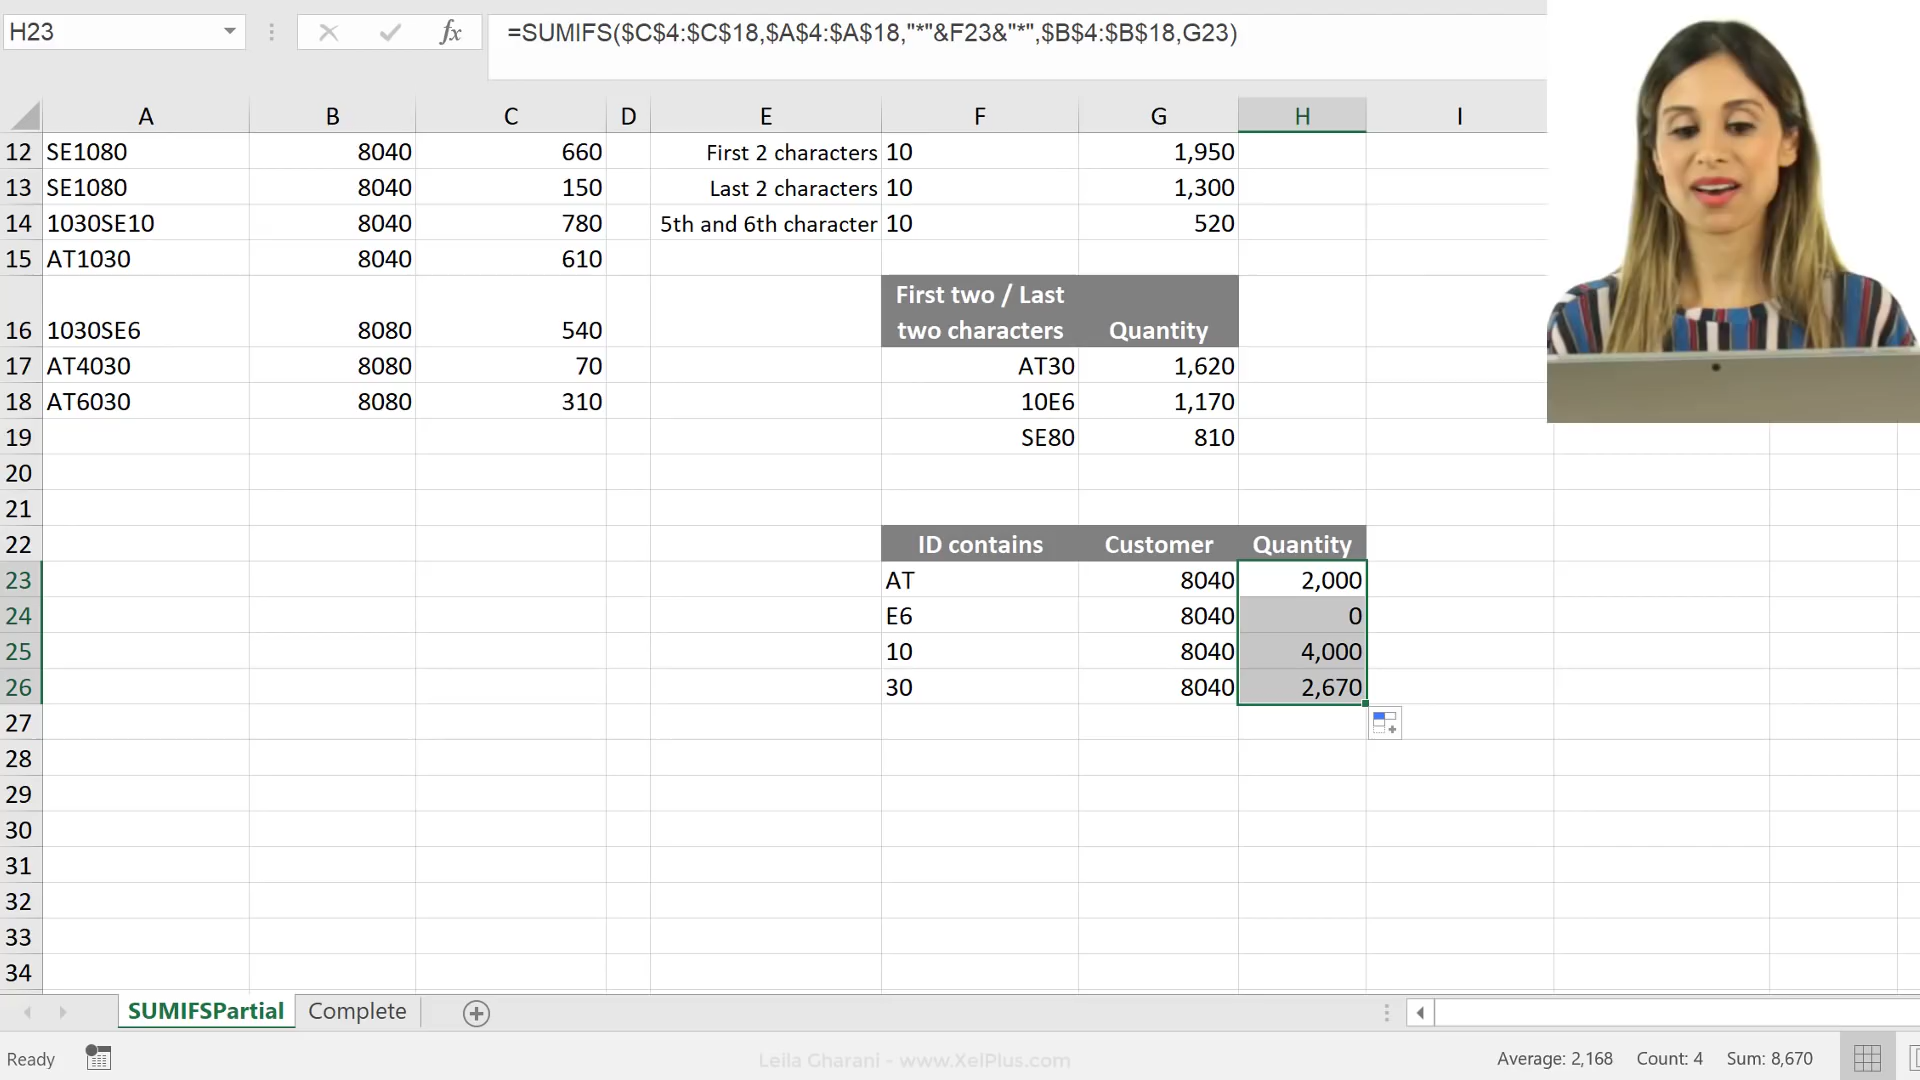 H23 fx =SUMIFS($C$4:$C$18,$A$4:$A$18,"*"&F23&"*",$B$4:$B$18,G23)
A B C D E F G H I
12 SE1080 8040 660 First 2 characters 10 1,950
13 SE1080 8040 150 Last 2 characters 10 1,300
14 1030SE10 8040 780 5th and 6th character 10 520
15 AT1030 8040 610
First two / Last
two characters Quantity
16 1030SE6 8080 540
17 AT4030 8080 70 AT30 1,620
18 AT6030 8080 310 10E6 1,170
19 SE80 810
20
21
22 ID contains Customer Quantity
23 AT 8040 2,000
24 E6 8040 0
25 10 8040 4,000
26 30 8040 2,670
27
28
29
30
31
32
33
34
SUMIFSPartial Complete
Ready Leila Gharani - www.XelPlus.com Average: 2,168 Count: 4 Sum: 8,670